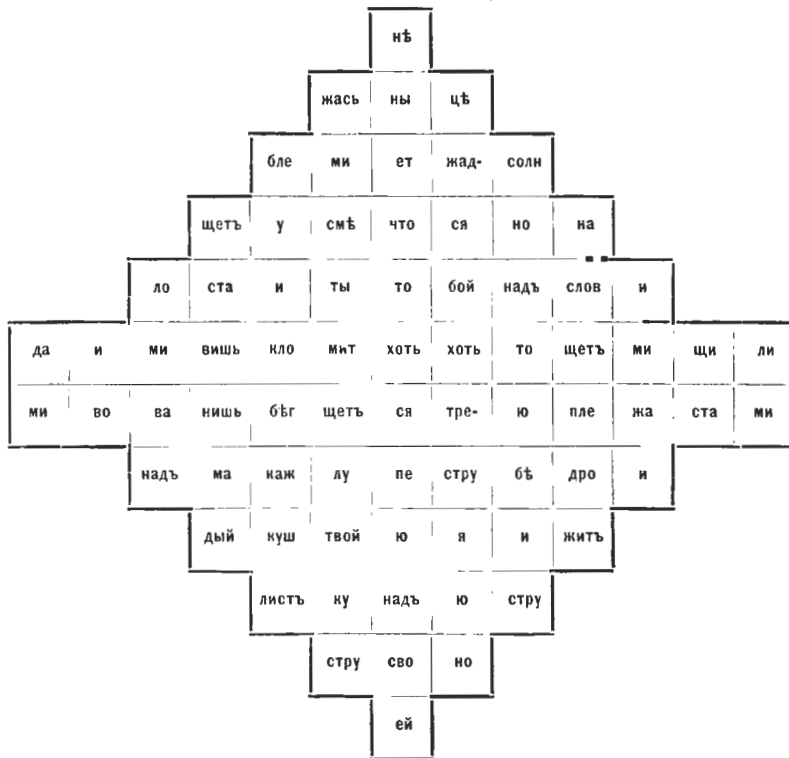 нѣ
жась ны цѣ
бле ми ет жад- солн
щетъ у смѣ что ся но на
ло ста и ты то бой надъ слов и
да и ми вишь кло мит хоть хоть то щетъ ми щи ли
ми во ва нишь бѣг щетъ ся тре- ю пле жа ста ми
надъ ма каж лу пе стру бѣ дро и
дый куш твой ю я и житъ
листъ ку надъ ю стру
стру сво но
ей